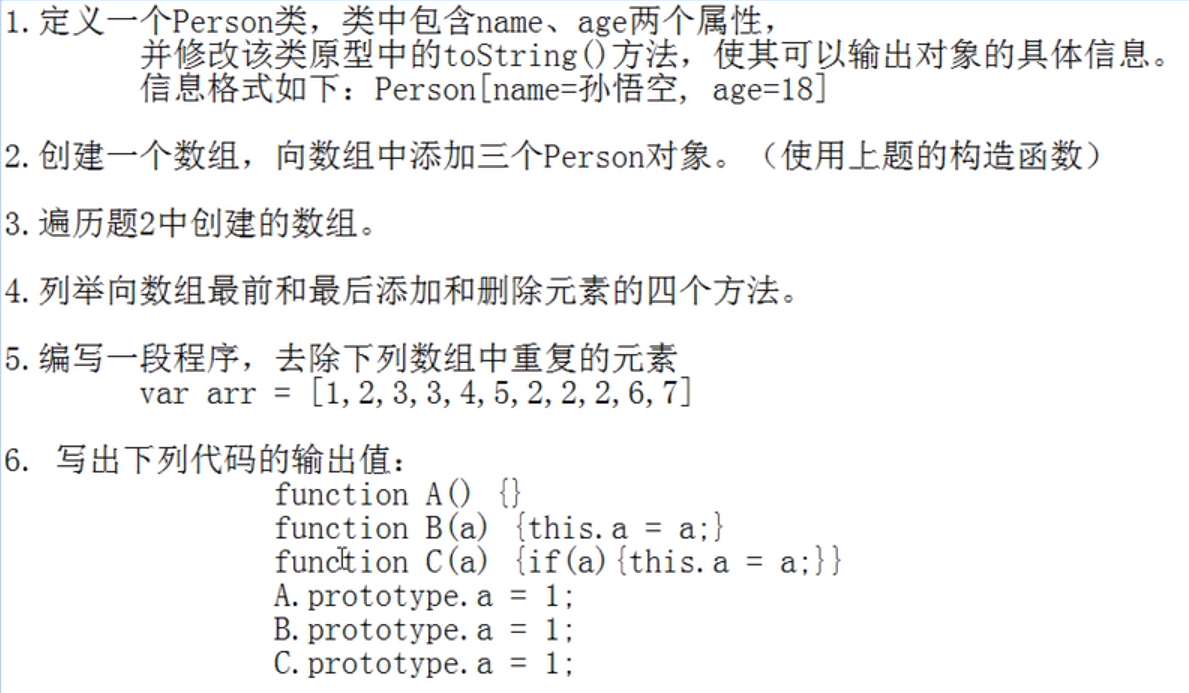 1.定义一个Person类，类中包含name、age两个属性，
并修改该类原型中的toString()方法，使其可以输出对象的具体信息。
信息格式如下：Person[name=孙悟空, age=18]
2.创建一个数组，向数组中添加三个Person对象。（使用上题的构造函数）
3.遍历题2中创建的数组。
4.列举向数组最前和最后添加和删除元素的四个方法。
5.编写一段程序，去除下列数组中重复的元素
var arr = [1,2,3,3,4,5,2,2,2,6,7]
6. 写出下列代码的输出值：
function A() {}
function B(a) {this.a = a;}
function C(a) {if(a){this.a = a;}}
A.prototype.a = 1;
B.prototype.a = 1;
C.prototype.a = 1;